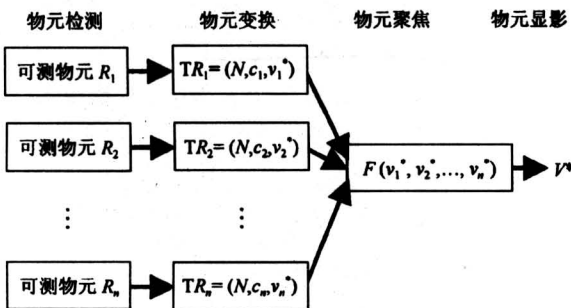 物元检测 物元变换 物元聚焦 物元显影
可测物元 R₁ TR₁=(N,c₁,v₁*)
可测物元 R₂ TR₂=(N,c₂,v₂*)
F(v₁*, v₂*,…, vₙ*) V*
⋮ ⋮
可测物元 Rₙ TRₙ=(N,cₙ,vₙ*)